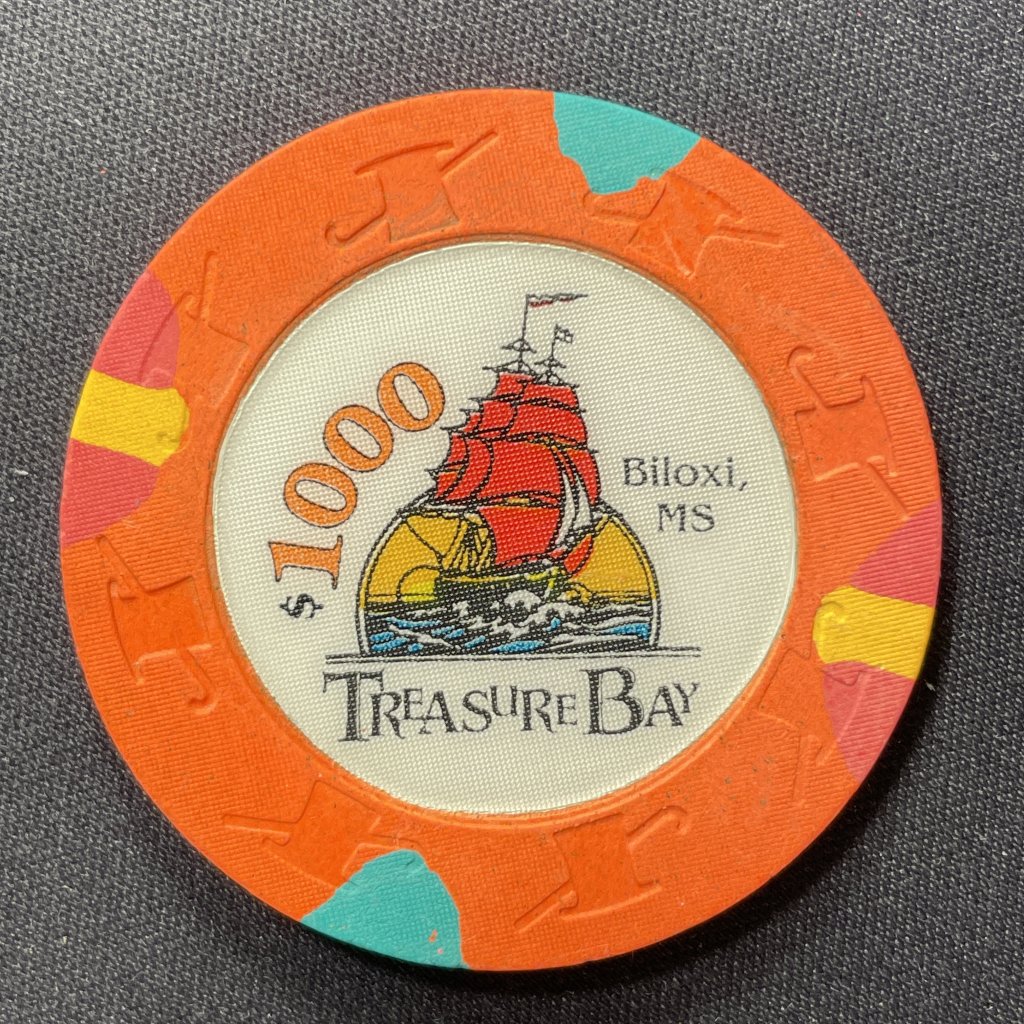 $1000
Biloxi,
MS
TREASURE BAY